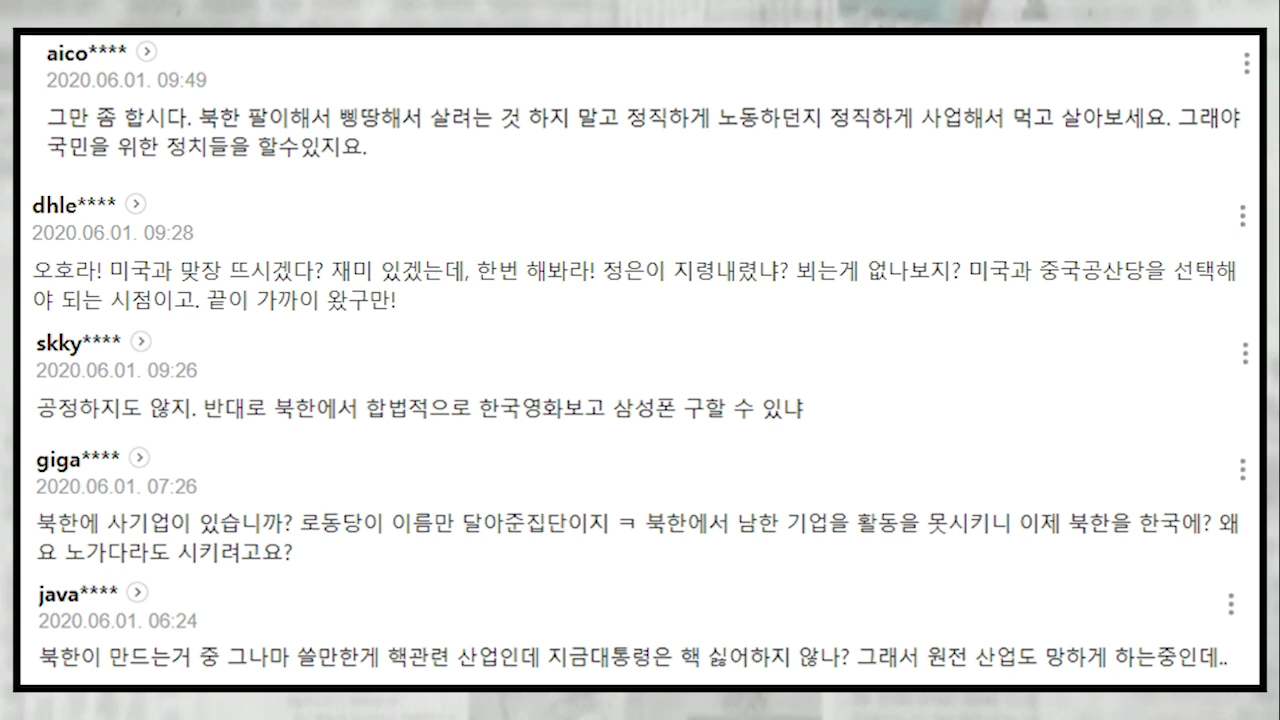 aico****
2020.06.01. 09:49
그만 좀 합시다. 북한 팔이해서 삥땅해서 살려는 것 하지 말고 정직하게 노동하던지 정직하게 사업해서 먹고 살아보세요. 그래야
국민을 위한 정치들을 할수있지요.
dhle****
2020.06.01. 09:28
오호라! 미국과 맞장 뜨시겠다? 재미 있겠는데, 한번 해봐라! 정은이 지령내렸냐? 뵈는게 없나보지? 미국과 중국공산당을 선택해
야 되는 시점이고. 끝이 가까이 왔구만!
skky****
2020.06.01. 09:26
공정하지도 않지. 반대로 북한에서 합법적으로 한국영화보고 삼성폰 구할 수 있냐
giga****
2020.06.01. 07:26
북한에 사기업이 있습니까? 로동당이 이름만 달아준집단이지 ㅋ 북한에서 남한 기업을 활동을 못시키니 이제 북한을 한국에? 왜
요 노가다라도 시키려고요?
java****
2020.06.01. 06:24
북한이 만드는거 중 그나마 쓸만한게 핵관련 산업인데 지금대통령은 핵 싫어하지 않나? 그래서 원전 산업도 망하게 하는중인데..